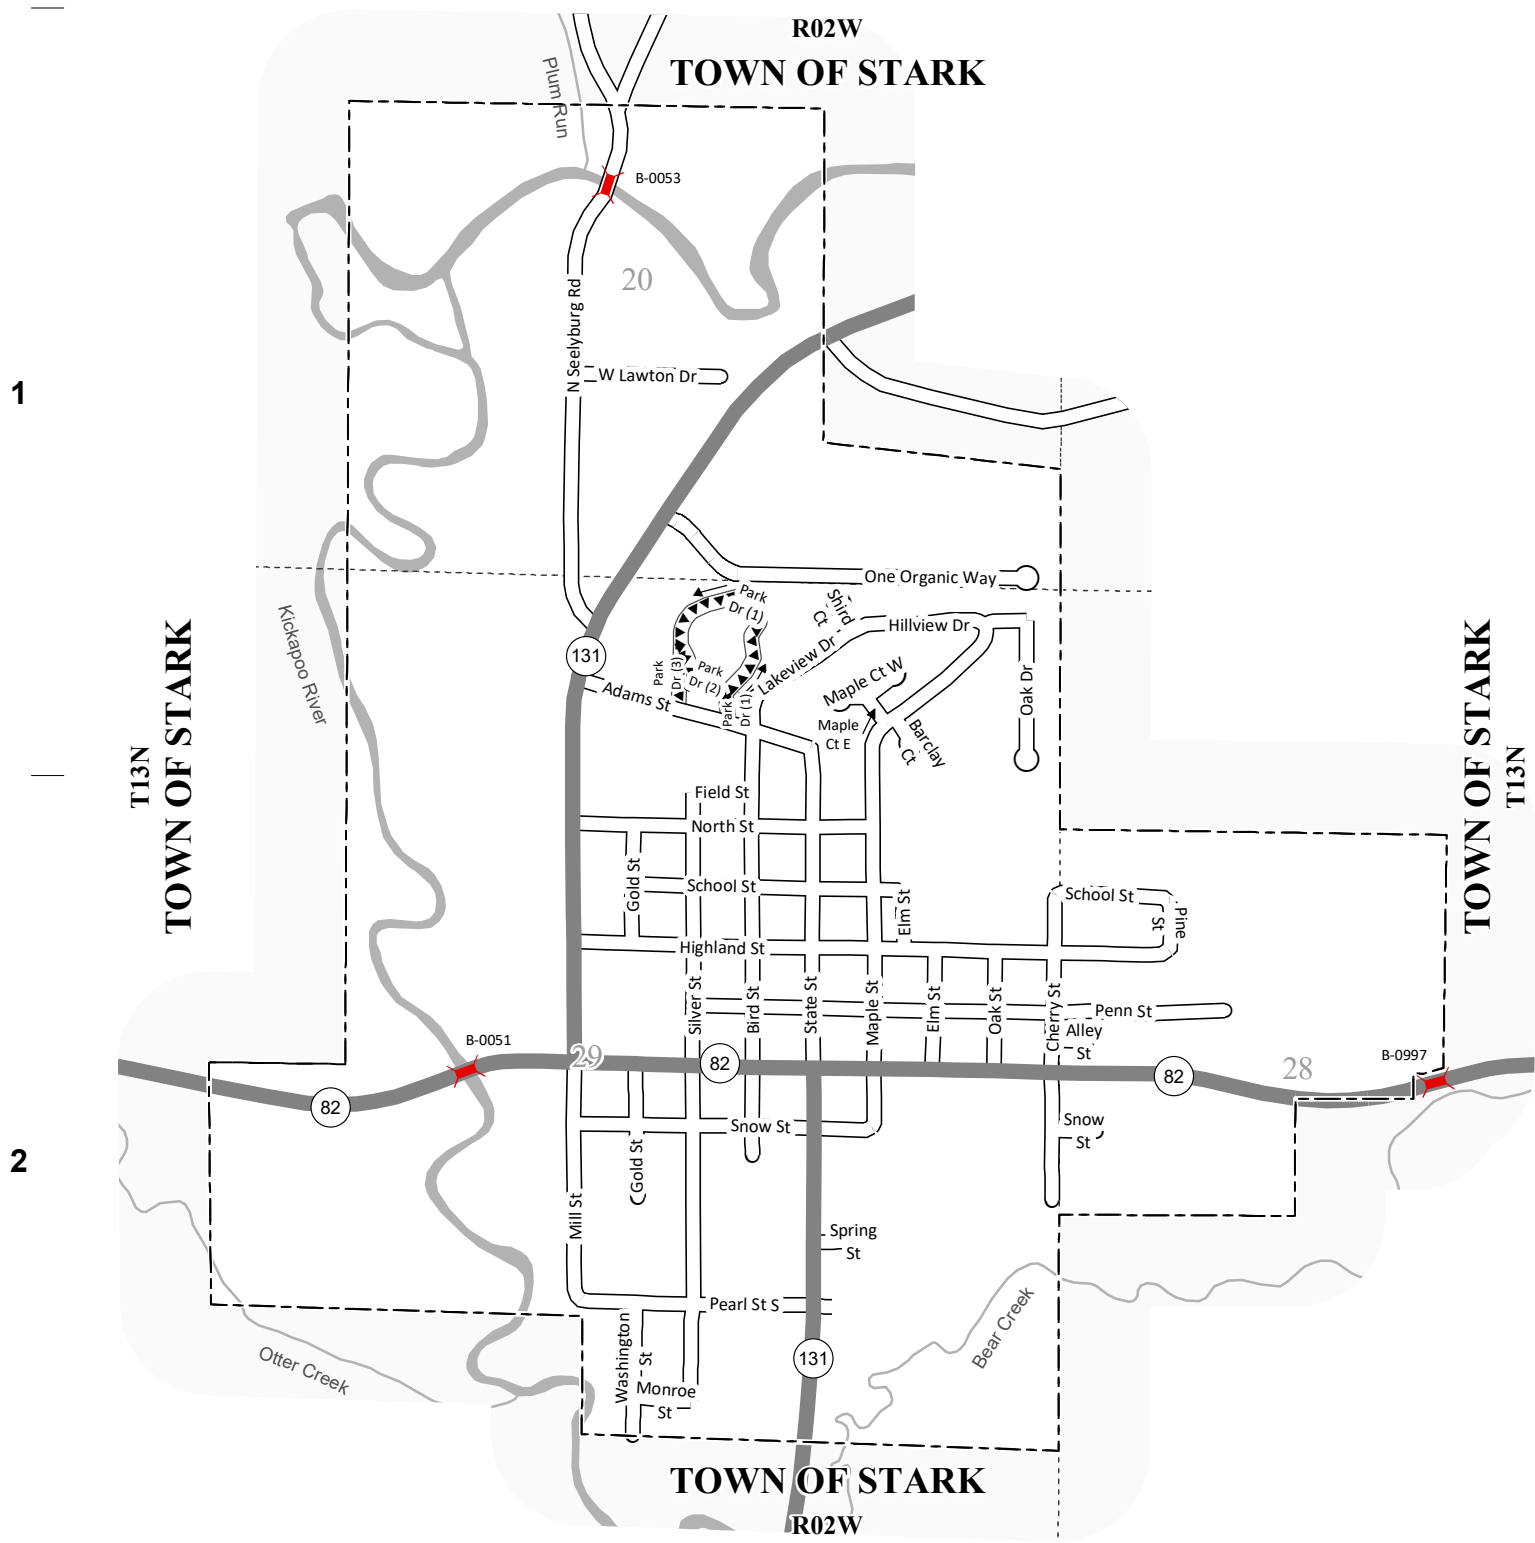 R02W
TOWN OF STARK
Plum Run
B-0053
20
N Seelyburg Rd
W Lawton Dr
1
One Organic Way
Park
Dr (1)
Shird
Ct
Hillview Dr
Kickapoo River
TOWN OF STARK
T13N
TOWN OF STARK
T13N
131
Park
Dr (3)
Park
Dr (2)
Lakeview Dr
Maple Ct W
Adams St
Park
Dr (1)
Maple
Ct E
Barclay
Ct
Oak Dr
Field St
North St
Gold St
School St
Elm St
School St
Pine
St
Highland St
Silver St
Bird St
State St
Maple St
Elm St
Oak St
Cherry St
Penn St
Alley
St
B-0051
29
82
82
82
28
B-0997
2
Snow St
Snow
St
Gold St
Mill St
Spring
St
Pearl St S
Washington
St
Monroe
St
131
Bear Creek
Otter Creek
TOWN OF STARK
R02W